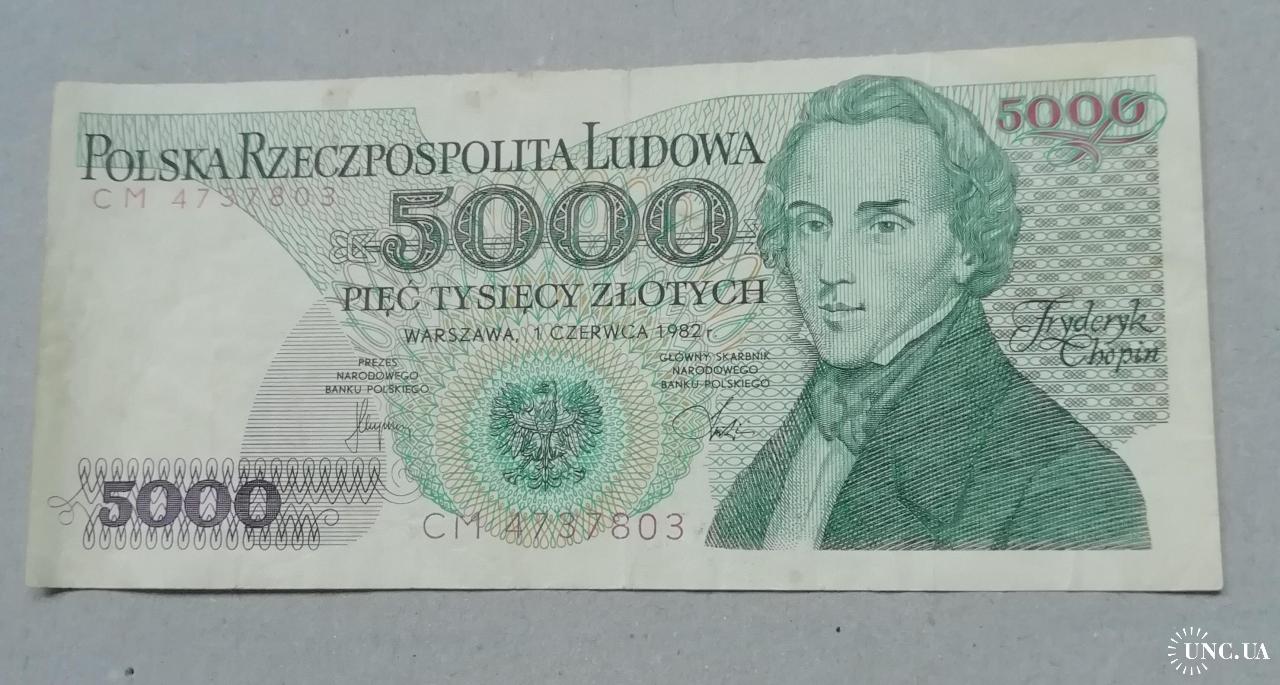 POLSKA RZECZPOSPOLITA LUDOWA
5000
CM 4737803
5000
PIĘĆ TYSIĘCY ZŁOTYCH
WARSZAWA, 1 CZERWCA 1982 r.
PREZES
NARODOWEGO
BANKU POLSKIEGO
GŁÓWNY SKARBNIK
NARODOWEGO
BANKU POLSKIEGO
Fryderyk
Chopin
5000
CM 4737803
UNC.UA